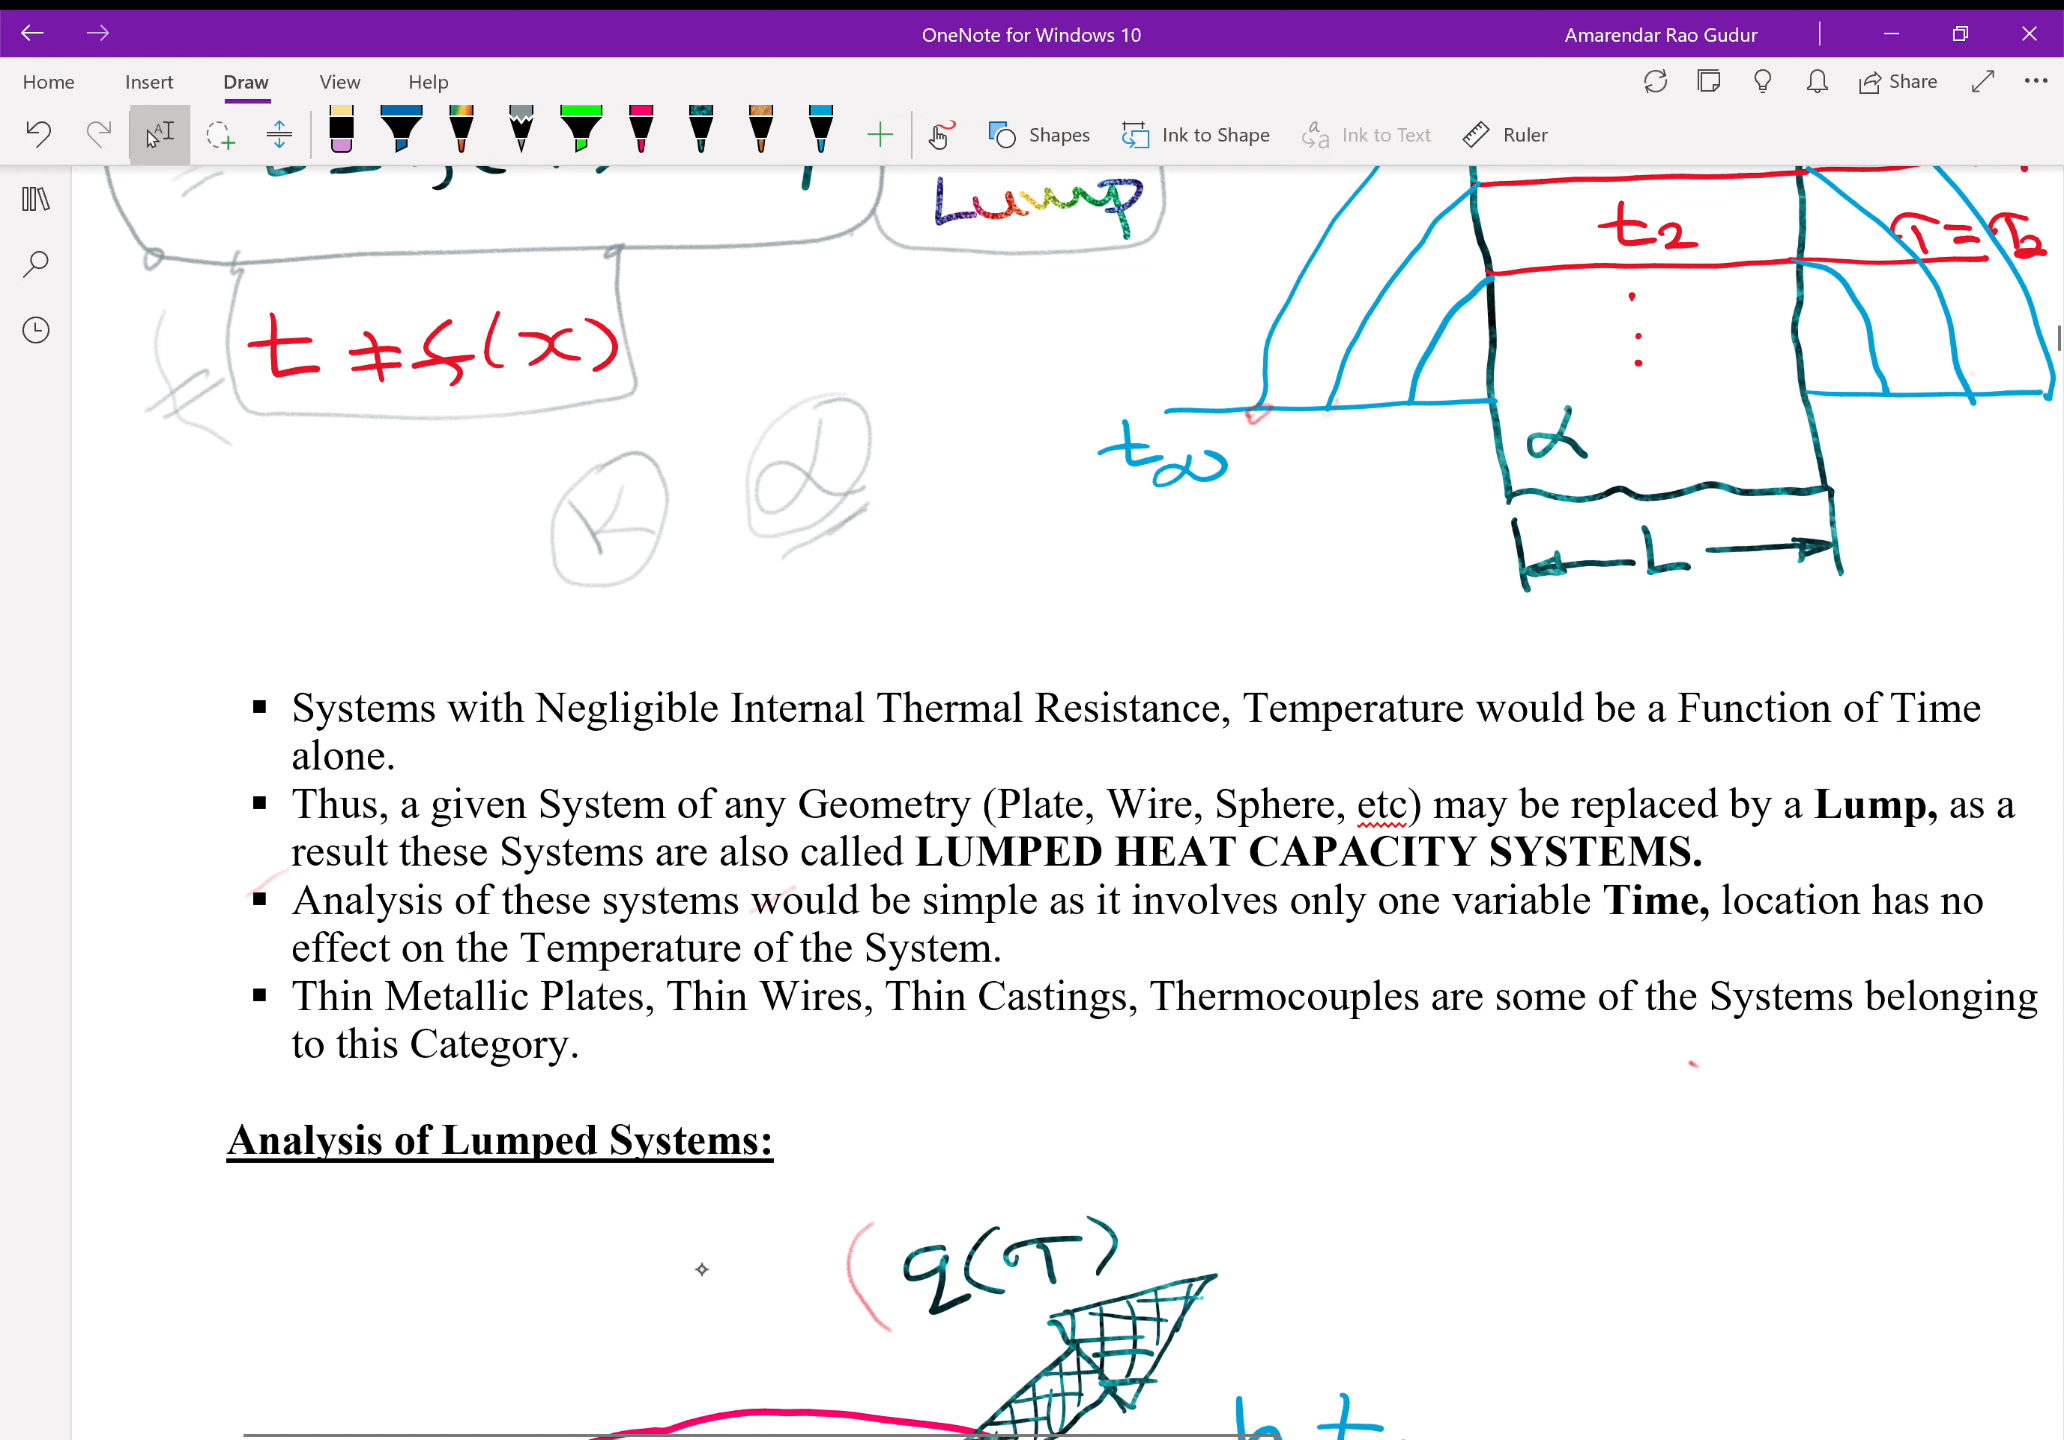 OneNote for Windows 10
Amarendar Rao Gudur
Home Insert Draw View Help
Share
Shapes Ink to Shape Ink to Text Ruler
Lump
t2
τ = τ2
t ≠ f(x)
α
t∞
K
α
L
▪ Systems with Negligible Internal Thermal Resistance, Temperature would be a Function of Time
alone.
▪ Thus, a given System of any Geometry (Plate, Wire, Sphere, etc) may be replaced by a Lump, as a
result these Systems are also called LUMPED HEAT CAPACITY SYSTEMS.
▪ Analysis of these systems would be simple as it involves only one variable Time, location has no
effect on the Temperature of the System.
▪ Thin Metallic Plates, Thin Wires, Thin Castings, Thermocouples are some of the Systems belonging
to this Category.
Analysis of Lumped Systems:
q(τ)